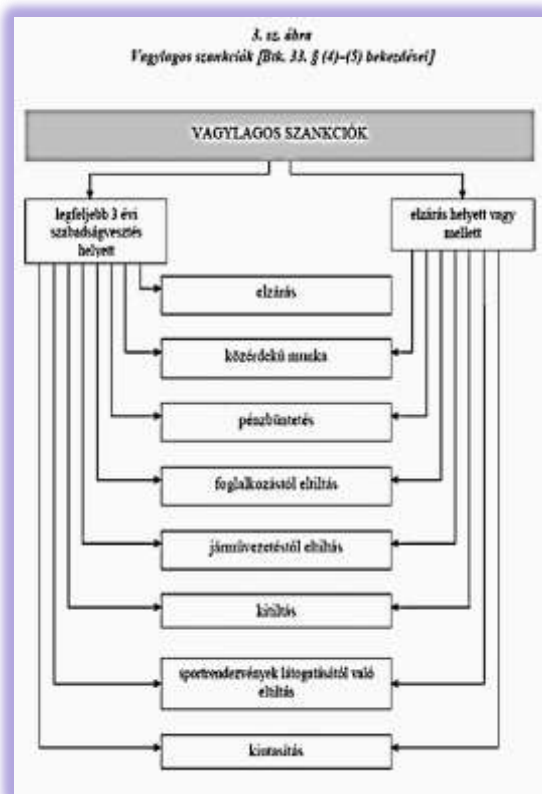 3. sz. ábra
Vagylagos szankciók [Btk. 33. § (4)–(5) bekezdései]
VAGYLAGOS SZANKCIÓK
legfeljebb 3 évi
szabadságvesztés
helyett
elzárás helyett vagy
mellett
elzárás
közérdekű munka
pénzbüntetés
foglalkozástól eltiltás
járművezetéstől eltiltás
kitiltás
sportrendezvények látogatásától való
eltiltás
kiutasítás